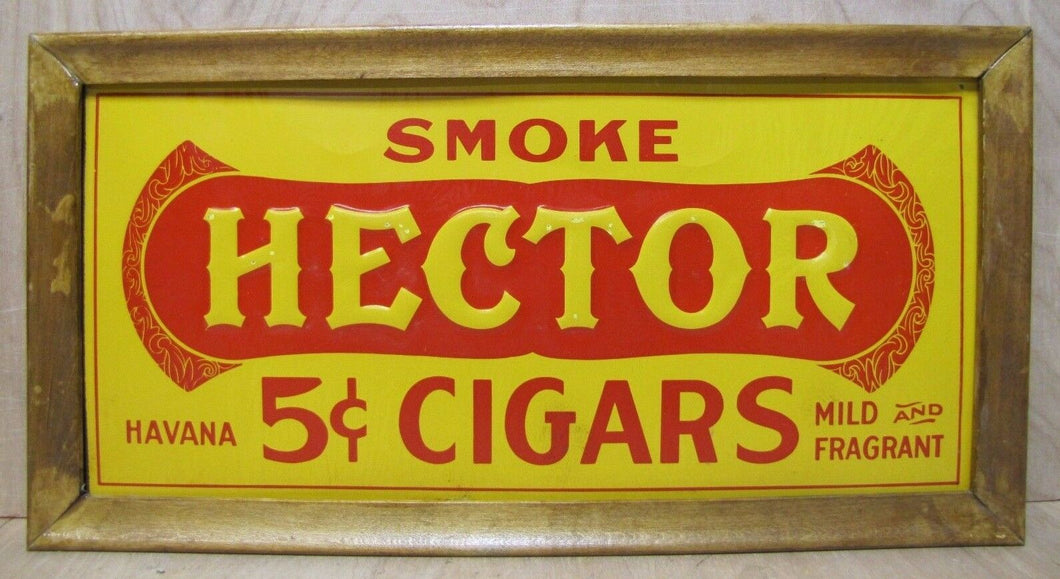 SMOKE
HECTOR
HAVANA 5¢ CIGARS MILD AND
FRAGRANT